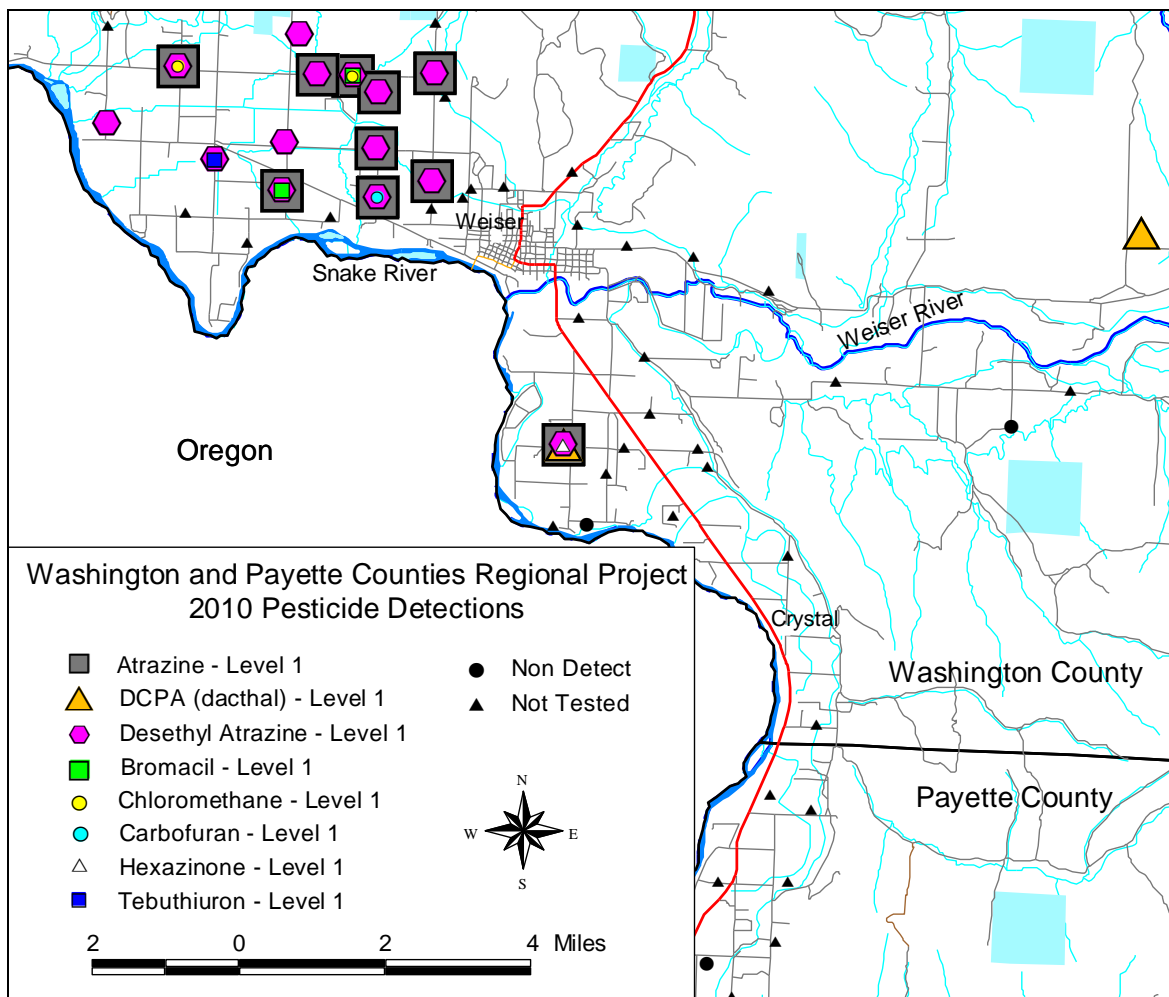 Weiser
Snake River
Weiser River
Oregon
Crystal
Washington County
Payette County
Washington and Payette Counties Regional Project
2010 Pesticide Detections
Atrazine - Level 1
DCPA (dacthal) - Level 1
Desethyl Atrazine - Level 1
Bromacil - Level 1
Chloromethane - Level 1
Carbofuran - Level 1
Hexazinone - Level 1
Tebuthiuron - Level 1
Non Detect
Not Tested
N
W E
S
2 0 2 4 Miles